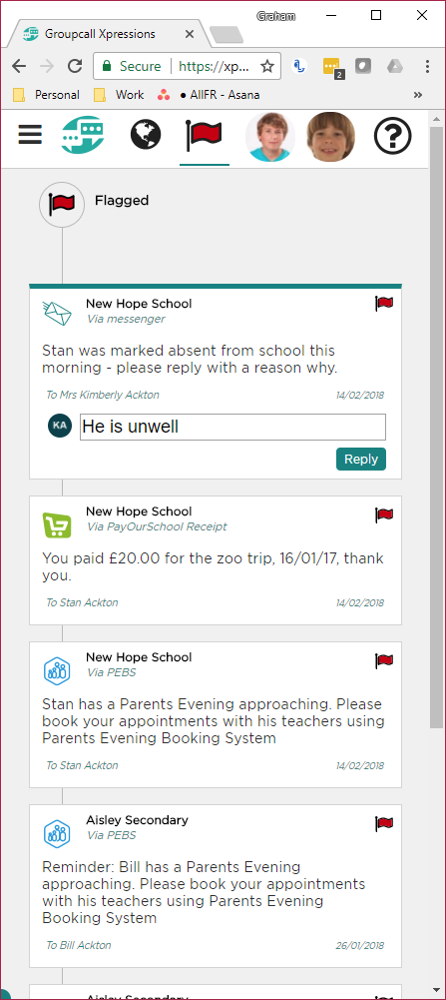 Graham
Groupcall Xpressions
Secure https://xp...
2
Personal Work • AllFR - Asana »
?
Flagged
New Hope School
Via messenger
Stan was marked absent from school this
morning - please reply with a reason why.
To Mrs Kimberly Ackton 14/02/2018
KA He is unwell
Reply
New Hope School
Via PayOurSchool Receipt
You paid £20.00 for the zoo trip, 16/01/17, thank
you.
To Stan Ackton 14/02/2018
New Hope School
Via PEBS
Stan has a Parents Evening approaching. Please
book your appointments with his teachers using
Parents Evening Booking System
To Stan Ackton 14/02/2018
Aisley Secondary
Via PEBS
Reminder: Bill has a Parents Evening
approaching. Please book your appointments
with his teachers using Parents Evening
Booking System
To Bill Ackton 26/01/2018
Aisley Secondary